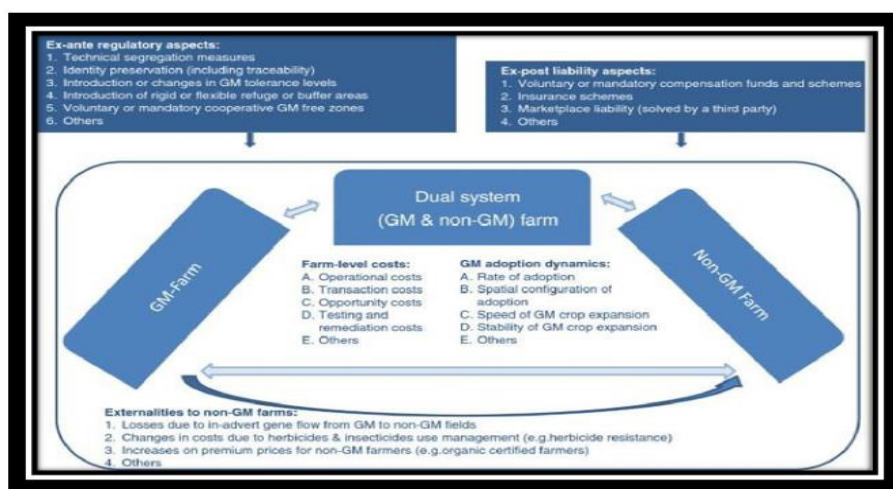 Ex-ante regulatory aspects:
1. Technical segregation measures
2. Identity preservation (including traceability)
3. Introduction or changes in GM tolerance levels
4. Introduction of rigid or flexible refuge or buffer areas
5. Voluntary or mandatory cooperative GM free zones
6. Others
Ex-post liability aspects:
1. Voluntary or mandatory compensation funds and schemes
2. Insurance schemes
3. Marketplace liability (solved by a third party)
4. Others
Dual system
(GM & non-GM) farm
GM-Farm
Non-GM Farm
Farm-level costs:
A. Operational costs
B. Transaction costs
C. Opportunity costs
D. Testing and
remediation costs
E. Others
GM adoption dynamics:
A. Rate of adoption
B. Spatial configuration of
adoption
C. Speed of GM crop expansion
D. Stability of GM crop expansion
E. Others
Externalities to non-GM farms:
1. Losses due to in-advert gene flow from GM to non-GM fields
2. Changes in costs due to herbicides & insecticides use management (e.g.herbicide resistance)
3. Increases on premium prices for non-GM farmers (e.g.organic certified farmers)
4. Others